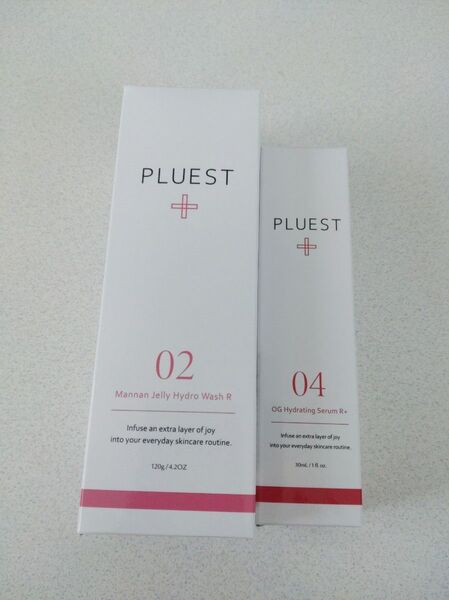 PLUEST
02
Mannan Jelly Hydro Wash R
Infuse an extra layer of joy
into your everyday skincare routine.
120g/4.2OZ
PLUEST
04
OG Hydrating Serum R+
Infuse an extra layer of joy
into your everyday skincare routine.
30mL/1fl oz.